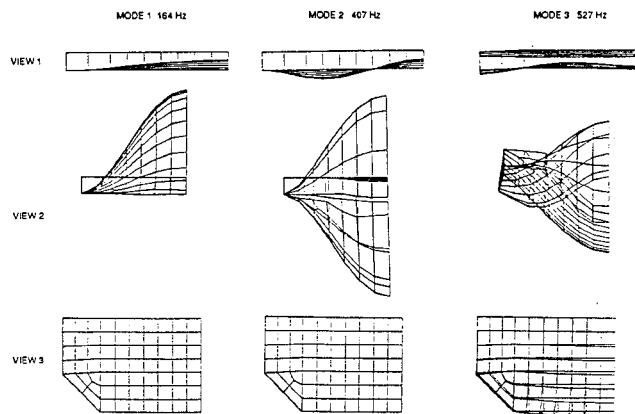 MODE 1 164 Hz
MODE 2 407 Hz
MODE 3 527 Hz
VIEW 1
VIEW 2
VIEW 3